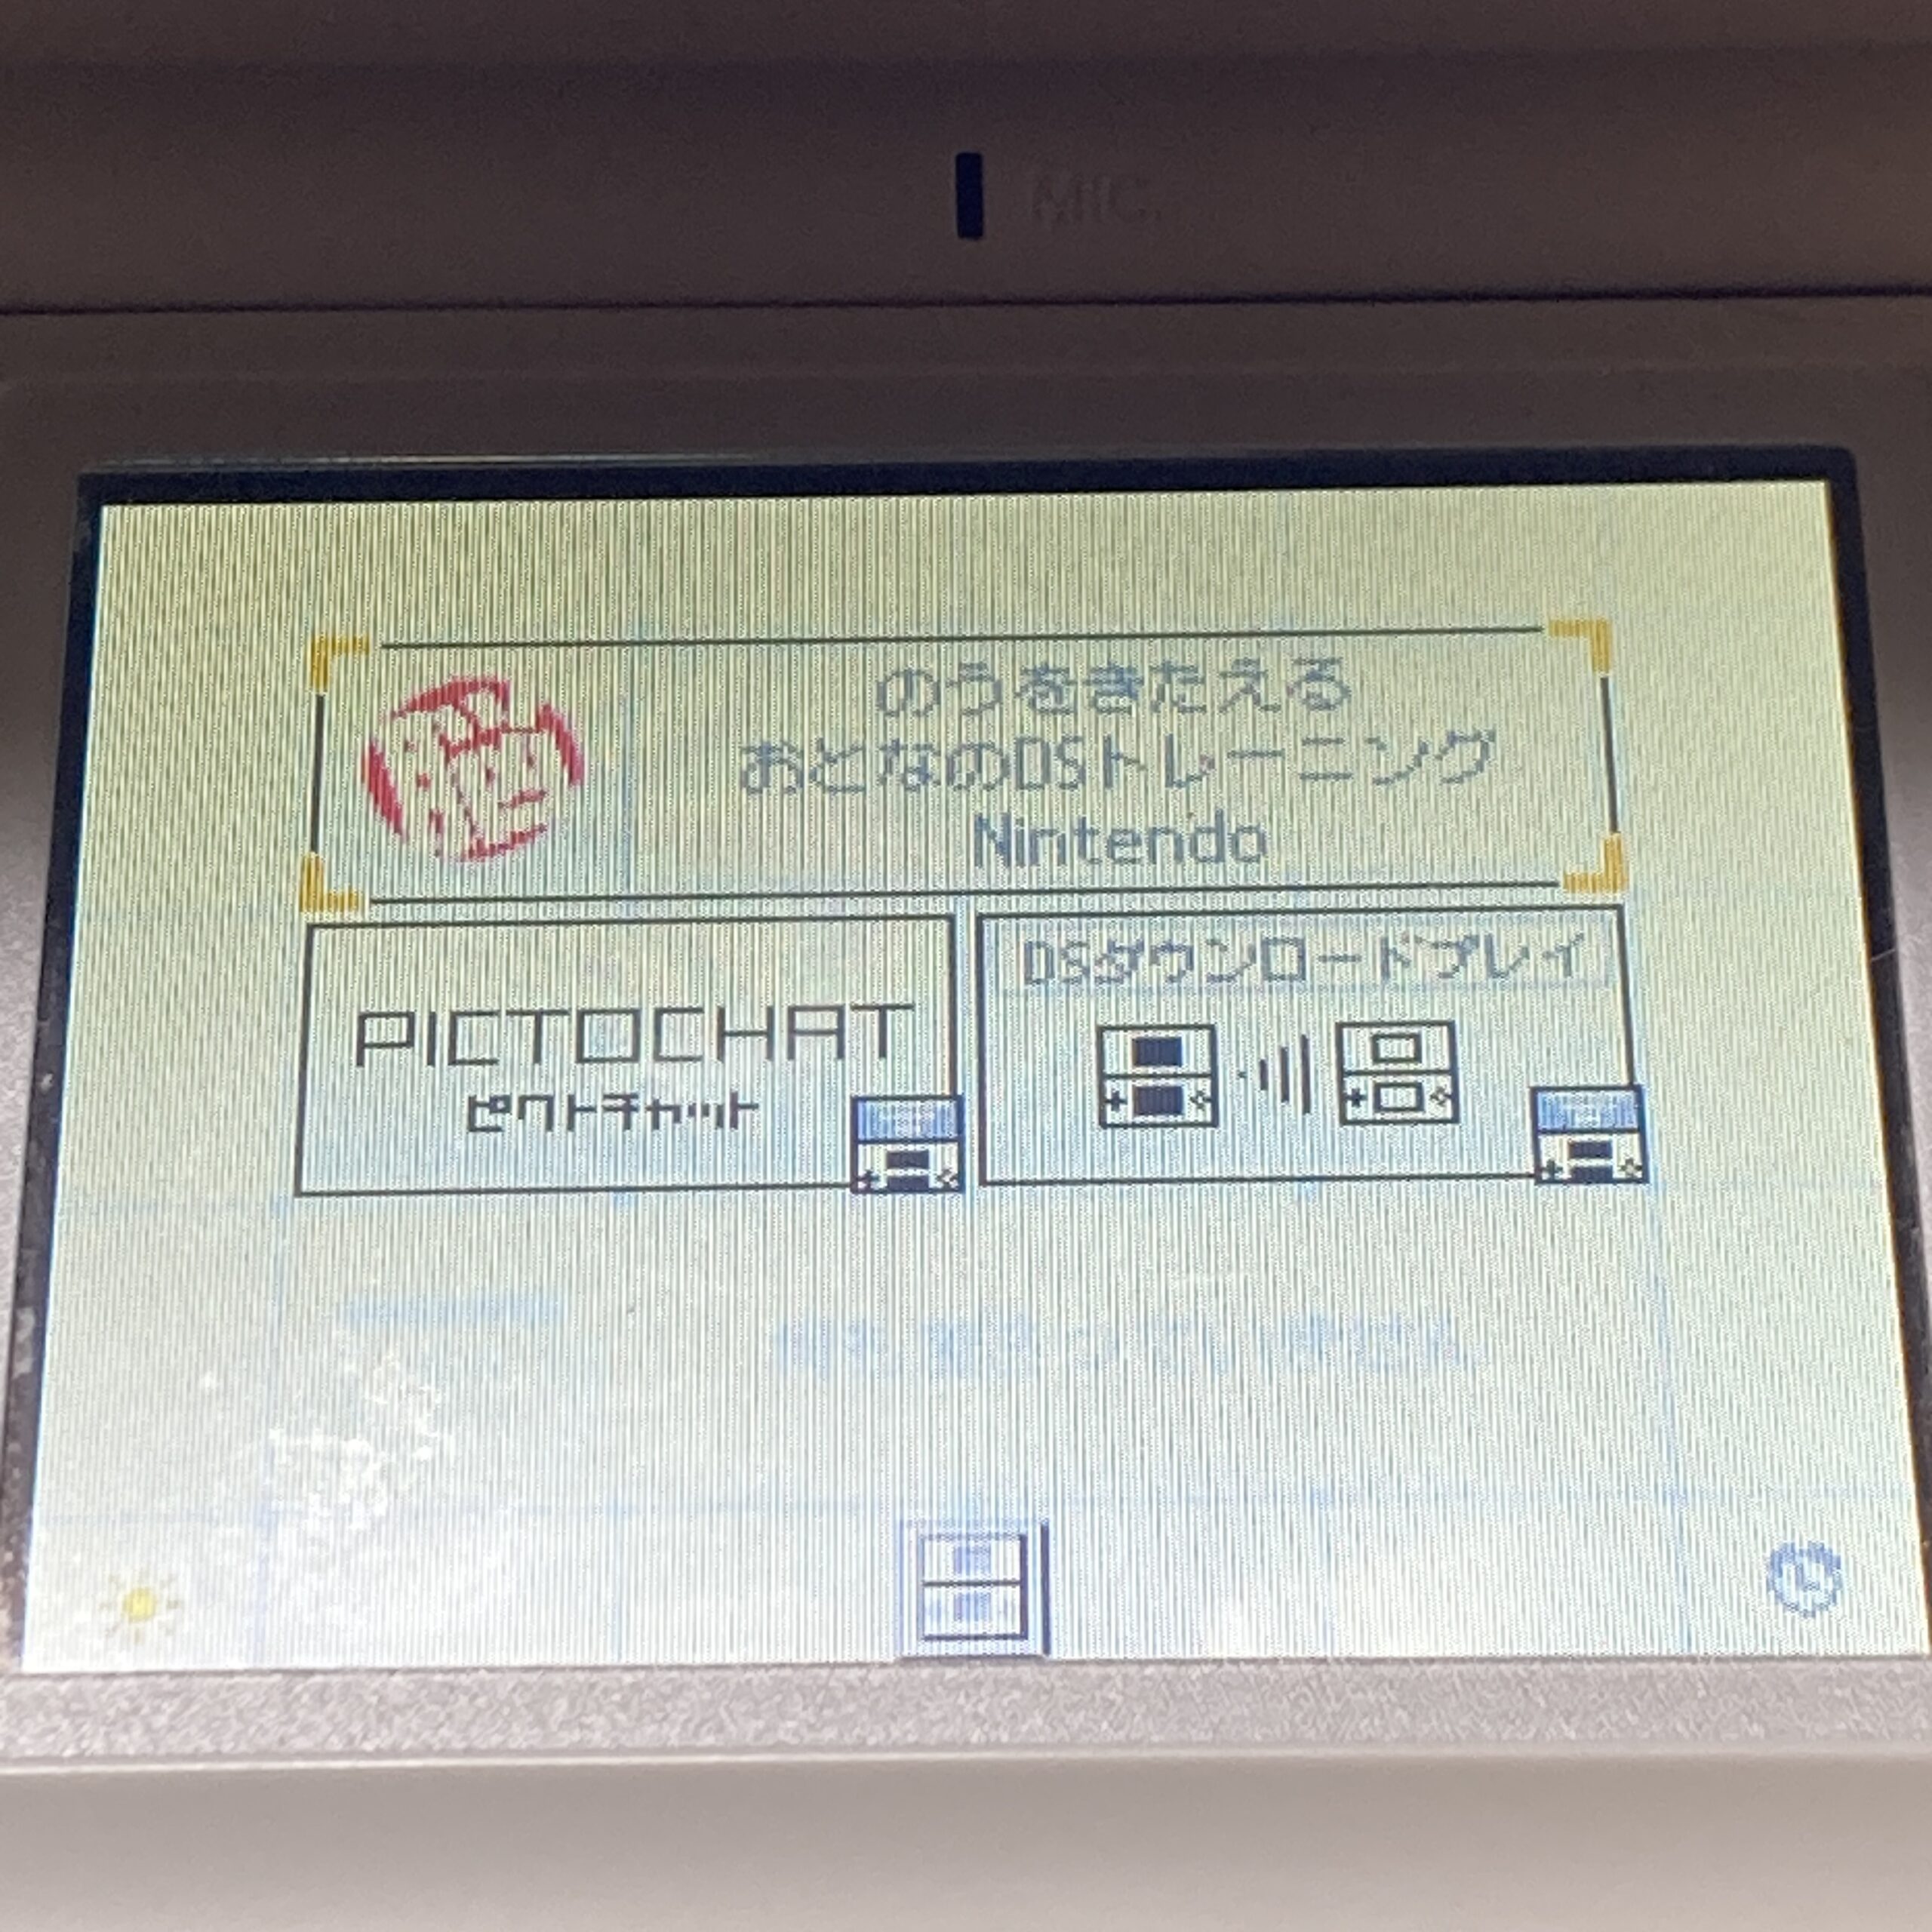 MIC.
のうをきたえる
おとなのDSトレーニング
Nintendo
PICTOCHAT
ピクトチャット
DSダウンロードプレイ